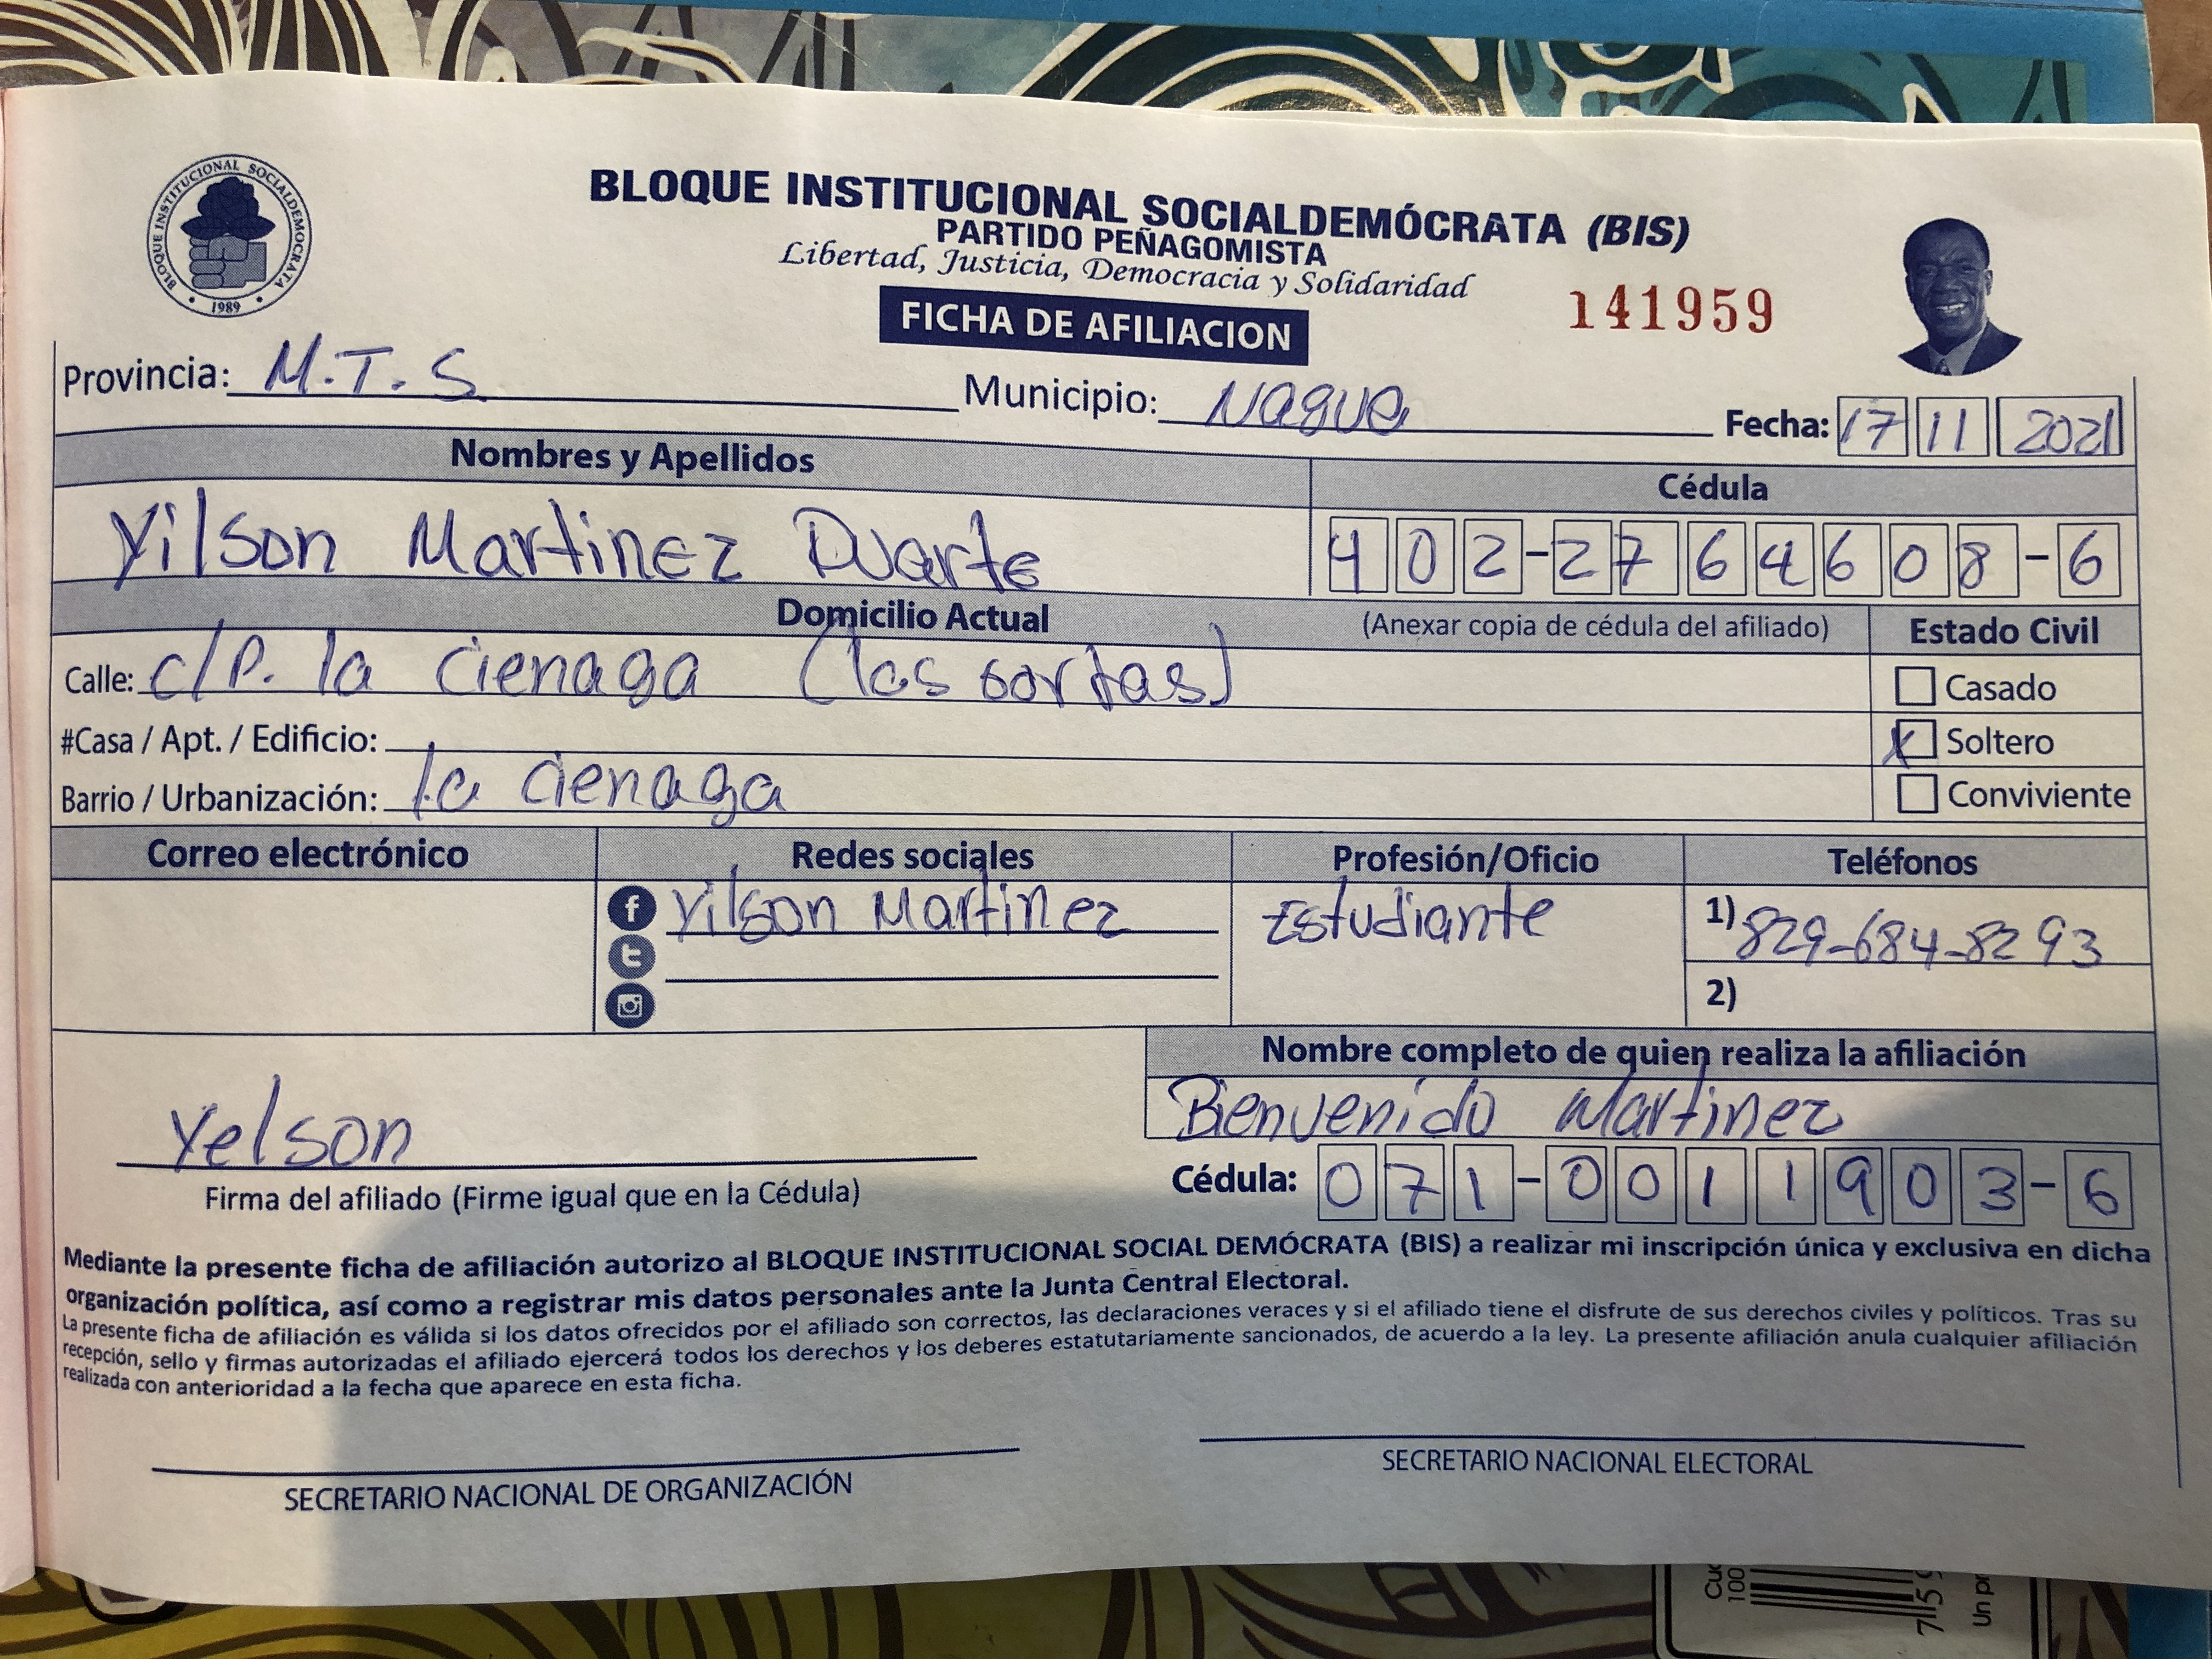 BLOQUE INSTITUCIONAL SOCIALDEMOCRATA
1989
BLOQUE INSTITUCIONAL SOCIALDEMÓCRATA (BIS)
PARTIDO PEÑAGOMISTA
Libertad, Justicia, Democracia y Solidaridad
FICHA DE AFILIACION
141959
Provincia: M.T.S Municipio: Nagua Fecha: 17 11 2021
Nombres y Apellidos Cédula
Yilson Martinez Duarte 402-2764608-6
Domicilio Actual (Anexar copia de cédula del afiliado) Estado Civil
Calle: c/P. la cienaga (las gortas) Casado
#Casa / Apt. / Edificio: X Soltero
Barrio / Urbanización: la cienaga Conviviente
Correo electrónico Redes sociales Profesión/Oficio Teléfonos
Yilson Martinez Estudiante 1) 829-684-8293
2)
Nombre completo de quien realiza la afiliación
Bienvenido Martinez
Yelson
Cédula: 071-0011903-6
Firma del afiliado (Firme igual que en la Cédula)
Mediante la presente ficha de afiliación autorizo al BLOQUE INSTITUCIONAL SOCIAL DEMÓCRATA (BIS) a realizar mi inscripción única y exclusiva en dicha
organización política, así como a registrar mis datos personales ante la Junta Central Electoral.
La presente ficha de afiliación es válida si los datos ofrecidos por el afiliado son correctos, las declaraciones veraces y si el afiliado tiene el disfrute de sus derechos civiles y políticos. Tras su
recepción, sello y firmas autorizadas el afiliado ejercerá todos los derechos y los deberes estatutariamente sancionados, de acuerdo a la ley. La presente afiliación anula cualquier afiliación
realizada con anterioridad a la fecha que aparece en esta ficha.
SECRETARIO NACIONAL DE ORGANIZACIÓN SECRETARIO NACIONAL ELECTORAL